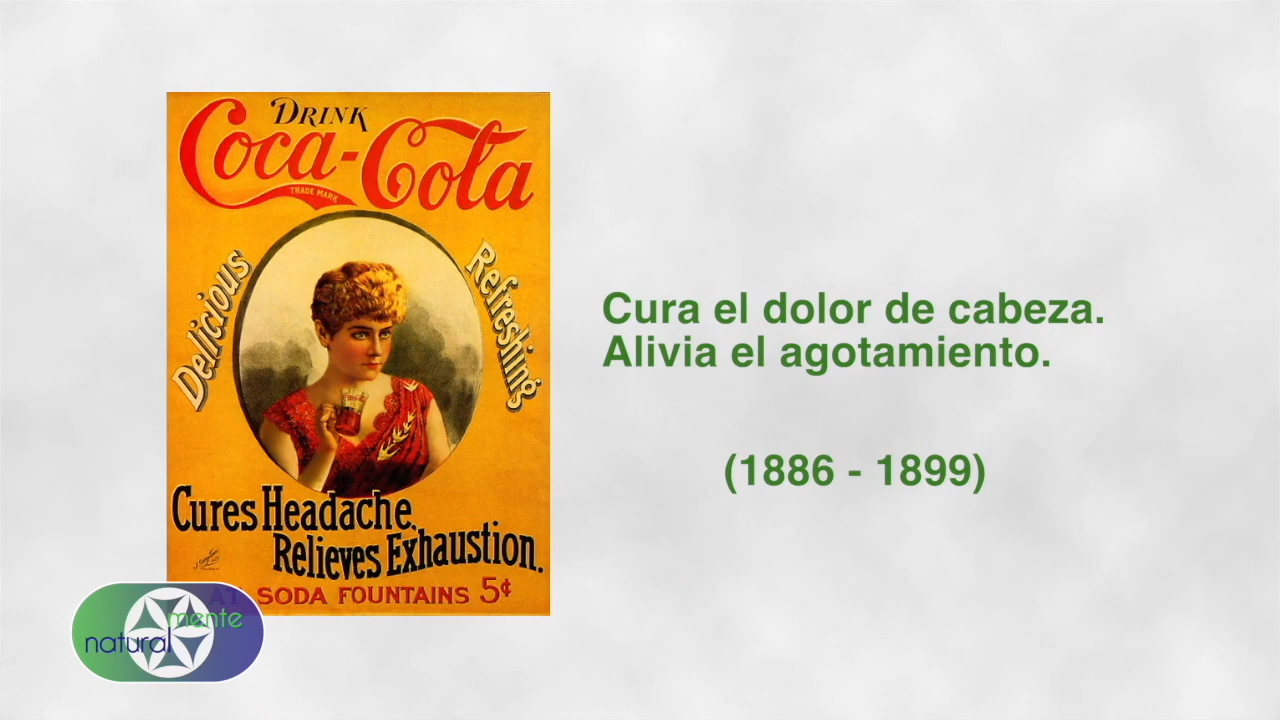 DRINK
Coca-Cola
TRADE MARK
Delicious
Refreshing
Cures Headache.
Relieves Exhaustion.
AT SODA FOUNTAINS 5¢
Cura el dolor de cabeza.
Alivia el agotamiento.
(1886 - 1899)
mente
natural